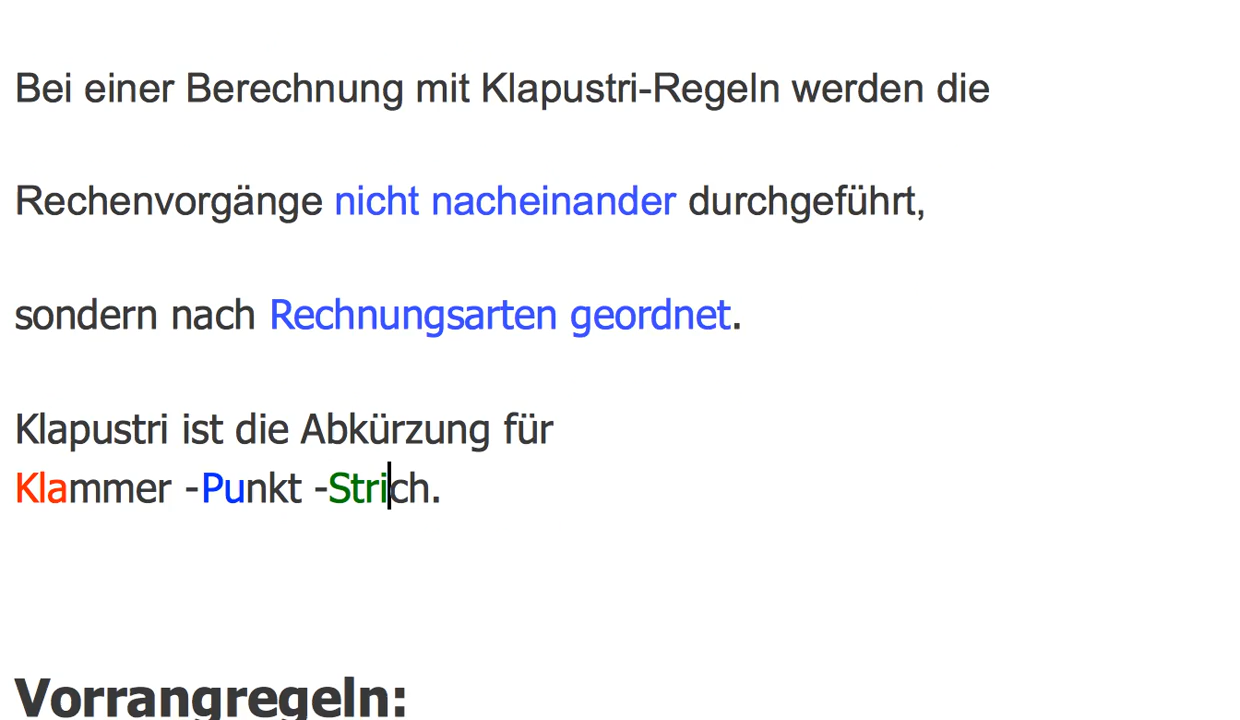 Bei einer Berechnung mit Klapustri-Regeln werden die
Rechenvorgänge nicht nacheinander durchgeführt,
sondern nach Rechnungsarten geordnet.
Klapustri ist die Abkürzung für
Klammer -Punkt -Strich.
Vorrangregeln: